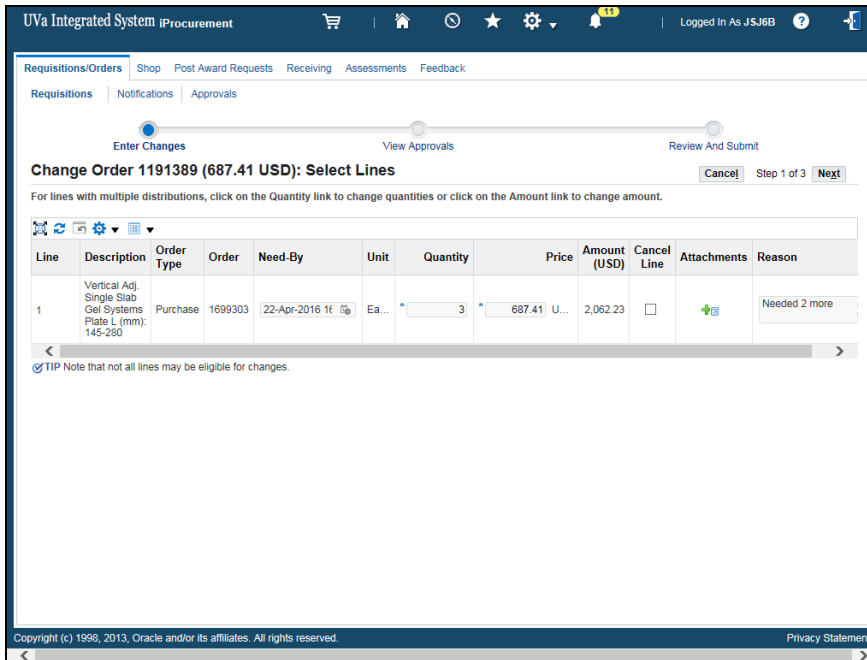 UVa Integrated System iProcurement
11
Logged In As JSJ6B
?
Requisitions/Orders Shop Post Award Requests Receiving Assessments Feedback
Requisitions Notifications Approvals
Enter Changes View Approvals Review And Submit
Change Order 1191389 (687.41 USD): Select Lines
Cancel Step 1 of 3 Next
For lines with multiple distributions, click on the Quantity link to change quantities or click on the Amount link to change amount.
Line Description Order Type Order Need-By Unit Quantity Price Amount (USD) Cancel Line Attachments Reason
1 Vertical Adj. Single Slab Gel Systems Plate L (mm): 145-280 Purchase 1699303 22-Apr-2016 16 Ea... * 3 * 687.41 U... 2,062.23 Needed 2 more
TIP Note that not all lines may be eligible for changes.
Copyright (c) 1998, 2013, Oracle and/or its affiliates. All rights reserved. Privacy Statemen